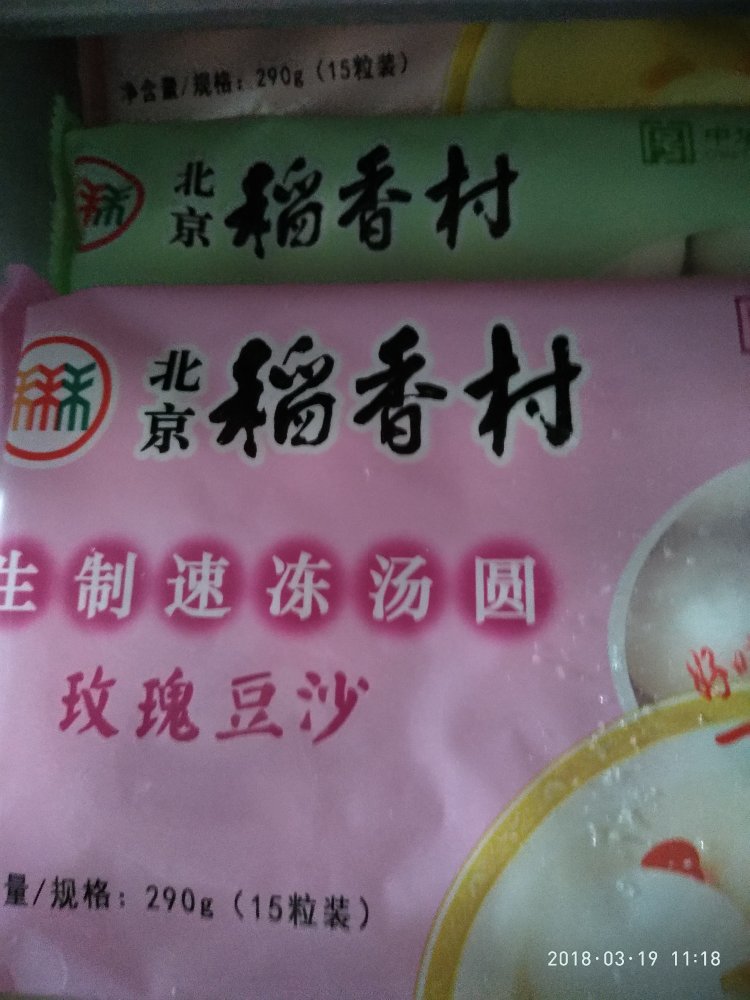 净含量/规格：290g（15粒装）
北京 稻香村
北京 稻香村
生制速冻汤圆
玫瑰豆沙
量/规格：290g（15粒装）
2018·03·19 11:18